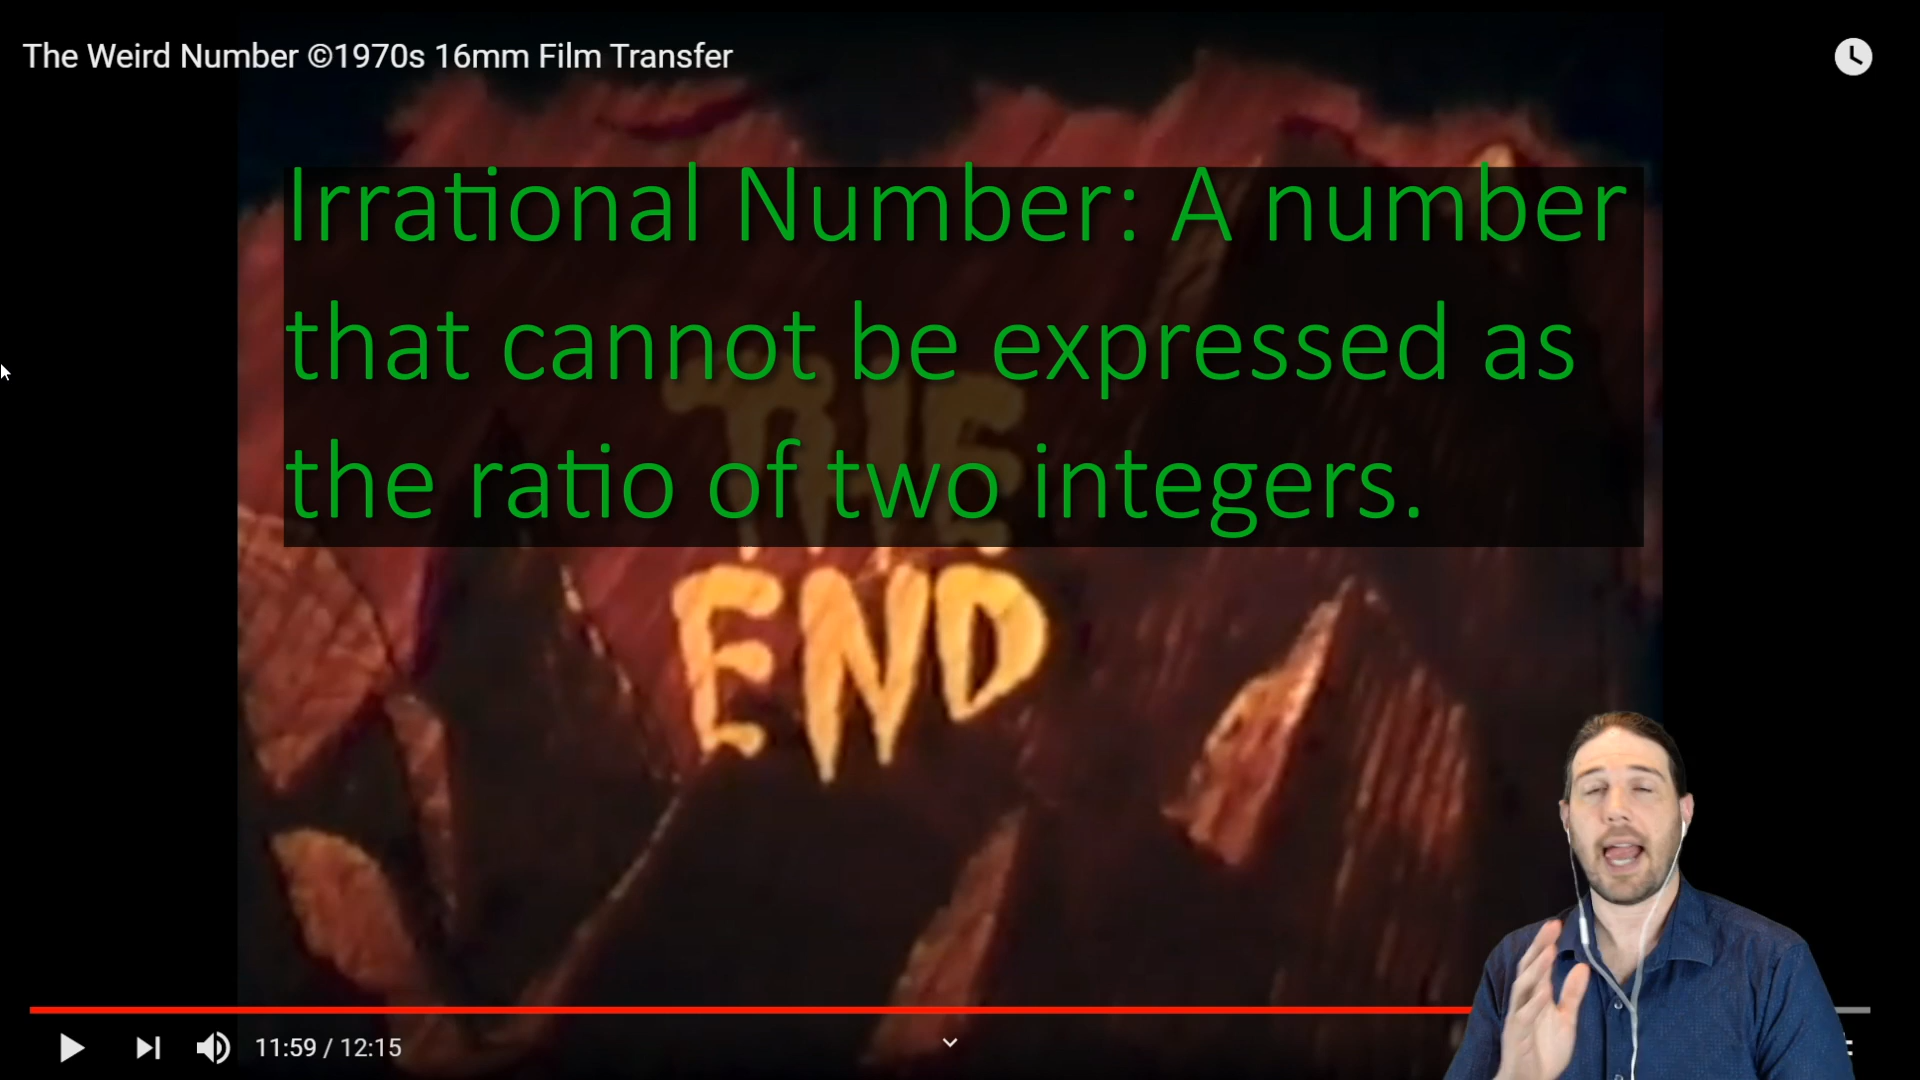 The Weird Number ©1970s 16mm Film Transfer
Irrational Number: A number
that cannot be expressed as
the ratio of two integers.
THE
END
11:59 / 12:15